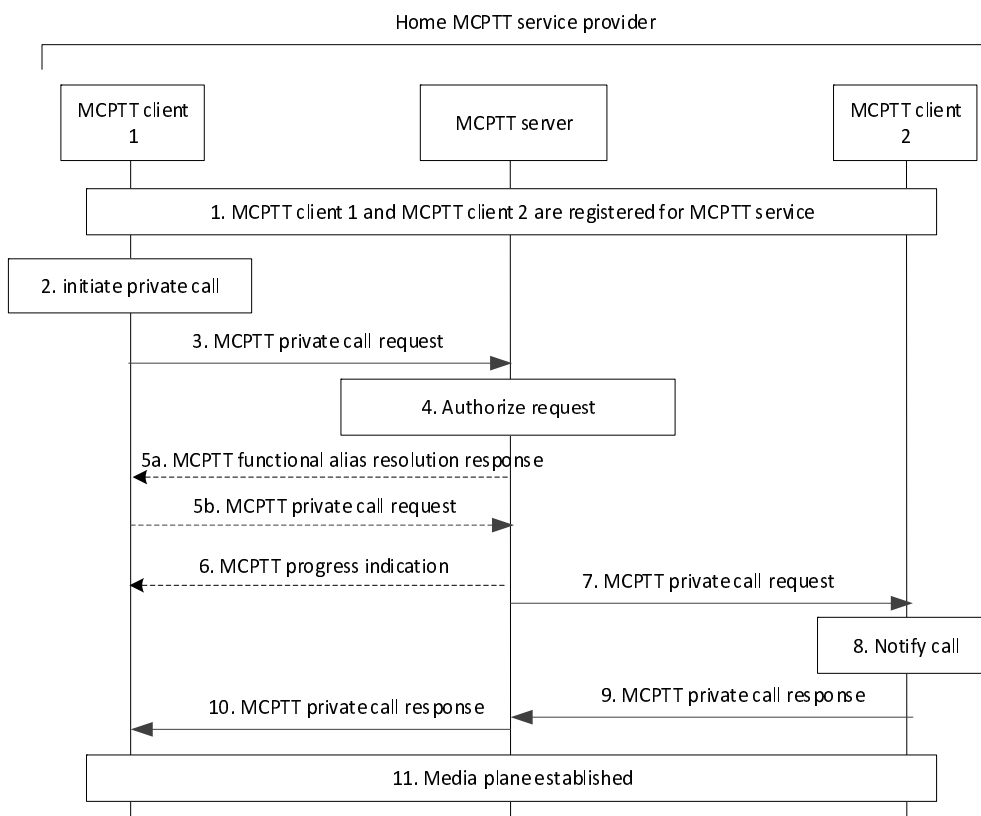 Home MCPTT service provider
MCPTT client
1
MCPTT server
MCPTT client
2
1. MCPTT client 1 and MCPTT client 2 are registered for MCPTT service
2. initiate private call
3. MCPTT private call request
4. Authorize request
5a. MCPTT functional alias resolution response
5b. MCPTT private call request
6. MCPTT progress indication
7. MCPTT private call request
8. Notify call
9. MCPTT private call response
10. MCPTT private call response
11. Media plane established